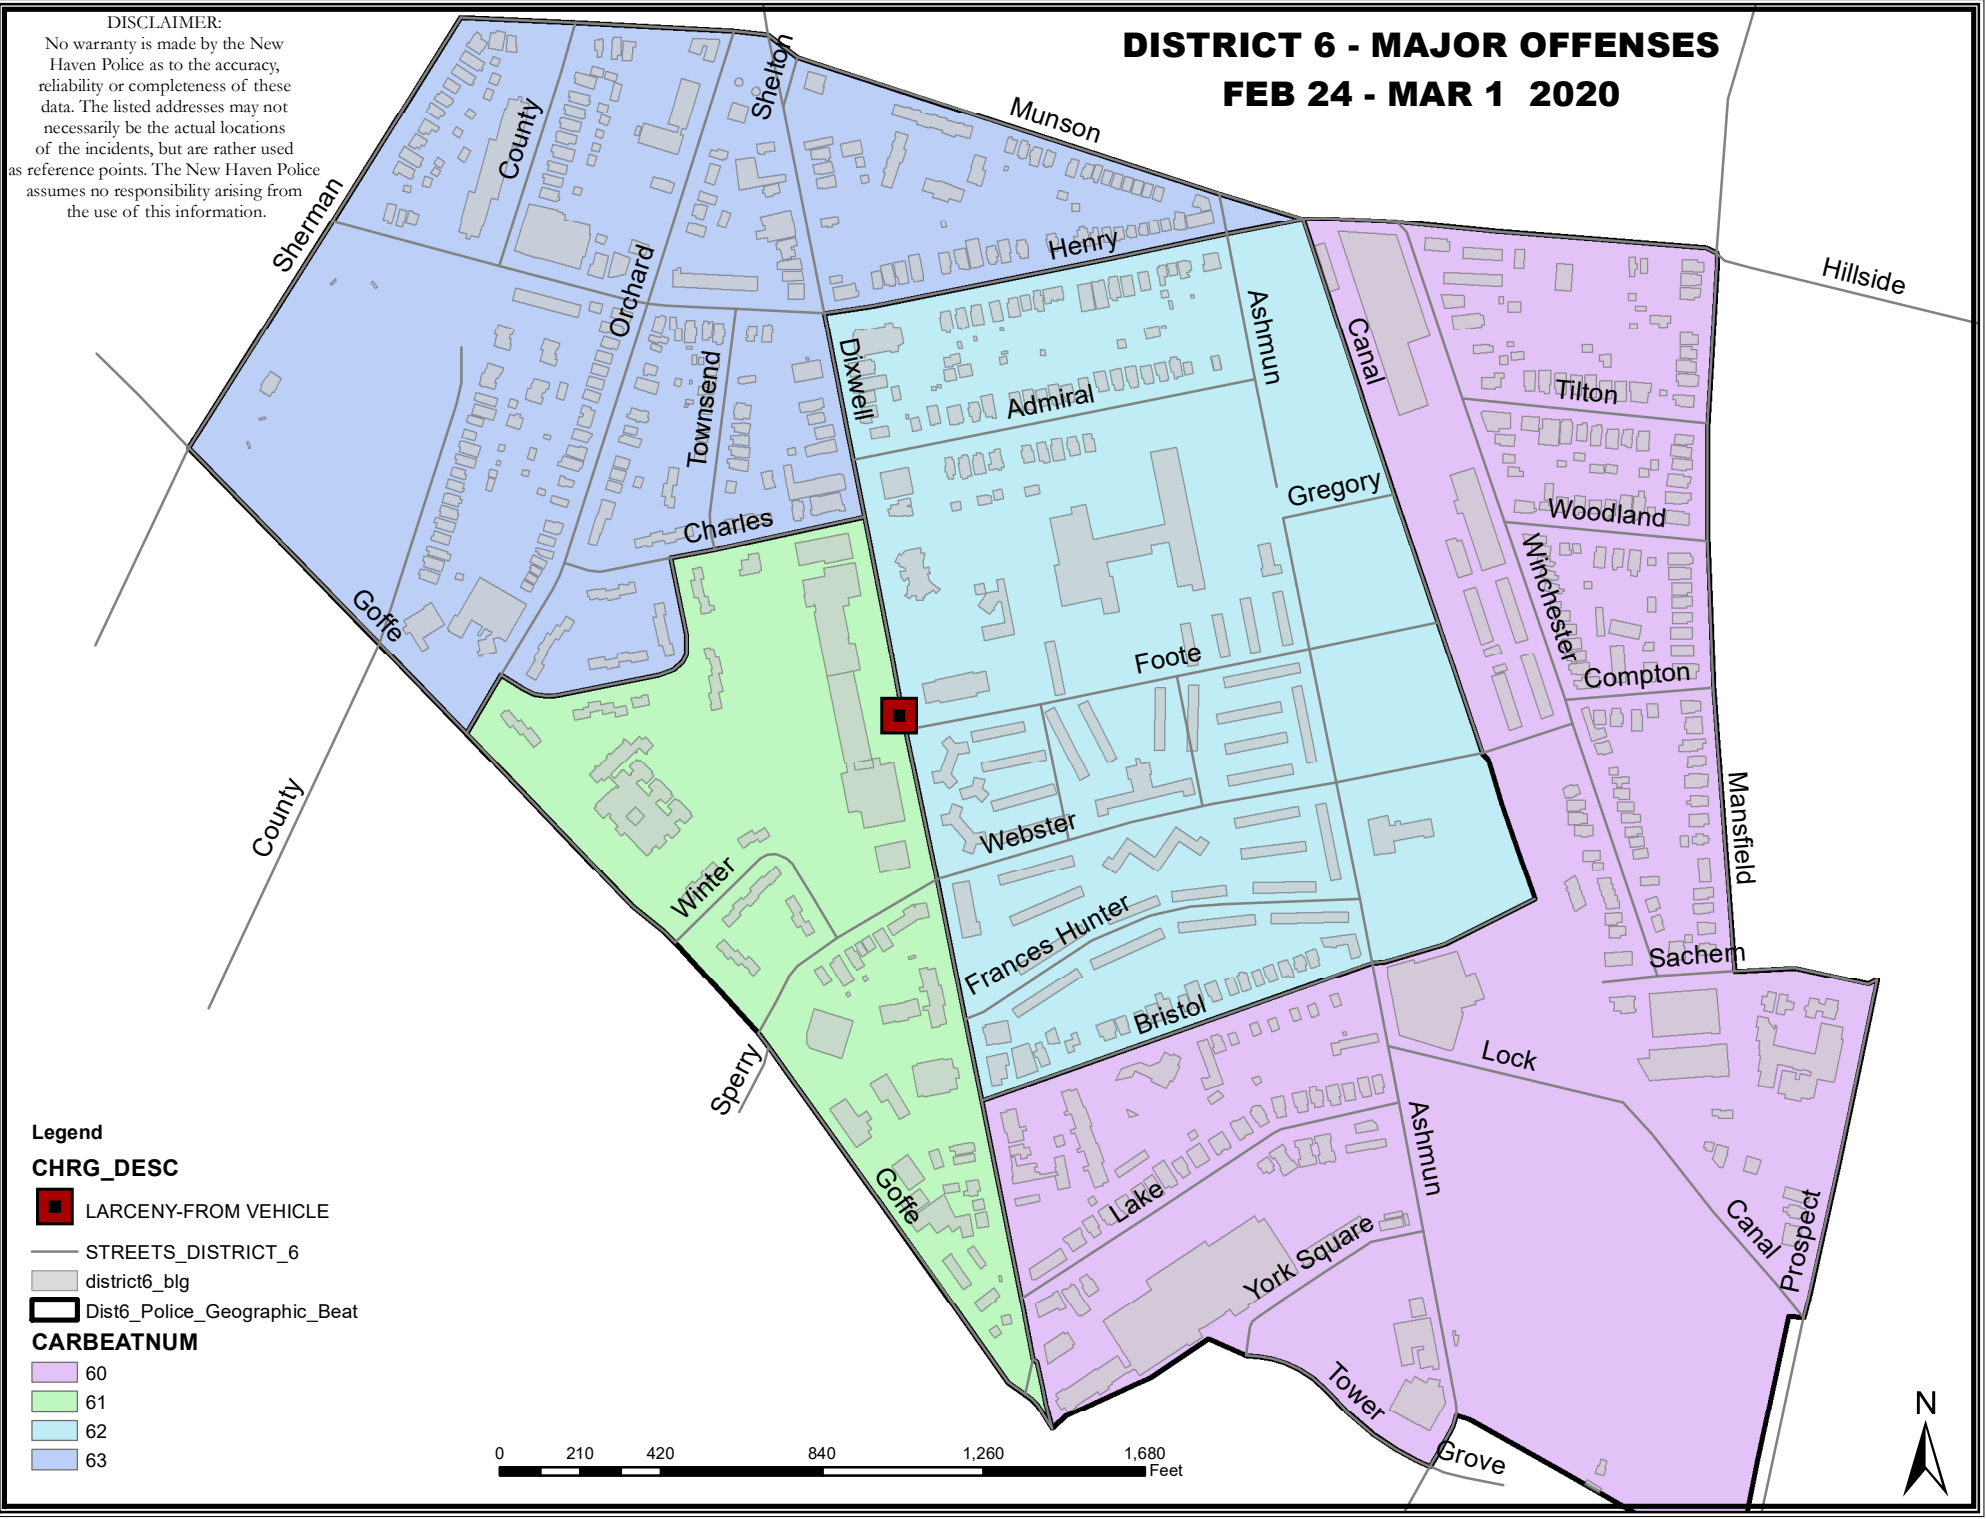 DISCLAIMER:
No warranty is made by the New
Haven Police as to the accuracy,
reliability or completeness of these
data. The listed addresses may not
necessarily be the actual locations
of the incidents, but are rather used
as reference points. The New Haven Police
assumes no responsibility arising from
the use of this information.
DISTRICT 6 - MAJOR OFFENSES
FEB 24 - MAR 1 2020
Shelton
Munson
County
Sherman
Orchard
Henry
Hillside
Ashmun
Canal
Dixwell
Townsend
Admiral
Tilton
Gregory
Woodland
Charles
Winchester
Goffe
Foote
Compton
County
Webster
Mansfield
Winter
Frances Hunter
Sachem
Bristol
Sperry
Lock
Ashmun
Goffe
Lake
York Square
Canal
Prospect
Tower
Grove
Legend
CHRG_DESC
LARCENY-FROM VEHICLE
STREETS_DISTRICT_6
district6_blg
Dist6_Police_Geographic_Beat
CARBEATNUM
60
61
62
63
0 210 420 840 1,260 1,680
Feet
N